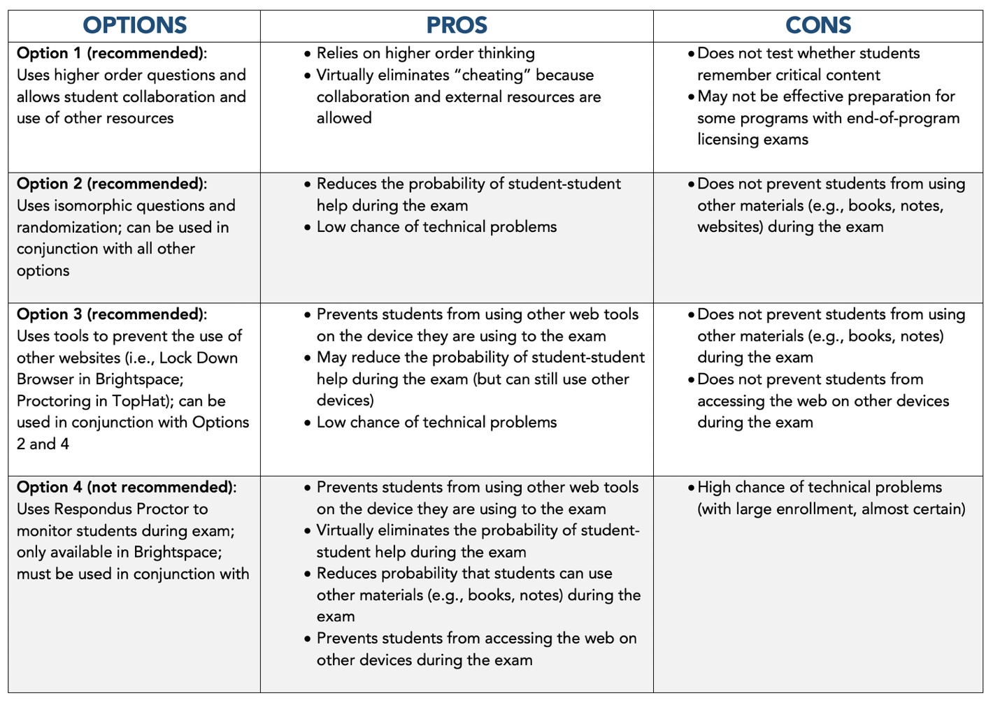 OPTIONS
PROS
CONS
Option 1 (recommended):
Uses higher order questions and
allows student collaboration and
use of other resources
• Relies on higher order thinking
• Virtually eliminates “cheating” because
collaboration and external resources are
allowed
• Does not test whether students
remember critical content
• May not be effective preparation for
some programs with end-of-program
licensing exams
Option 2 (recommended):
Uses isomorphic questions and
randomization; can be used in
conjunction with all other
options
• Reduces the probability of student-student
help during the exam
• Low chance of technical problems
• Does not prevent students from using
other materials (e.g., books, notes,
websites) during the exam
Option 3 (recommended):
Uses tools to prevent the use of
other websites (i.e., Lock Down
Browser in Brightspace;
Proctoring in TopHat); can be
used in conjunction with Options
2 and 4
• Prevents students from using other web tools
on the device they are using to the exam
• May reduce the probability of student-student
help during the exam (but can still use other
devices)
• Low chance of technical problems
• Does not prevent students from using
other materials (e.g., books, notes)
during the exam
• Does not prevent students from
accessing the web on other devices
during the exam
Option 4 (not recommended):
Uses Respondus Proctor to
monitor students during exam;
only available in Brightspace;
must be used in conjunction with
• Prevents students from using other web tools
on the device they are using to the exam
• Virtually eliminates the probability of student-
student help during the exam
• Reduces probability that students can use
other materials (e.g., books, notes) during the
exam
• Prevents students from accessing the web on
other devices during the exam
• High chance of technical problems
(with large enrollment, almost certain)